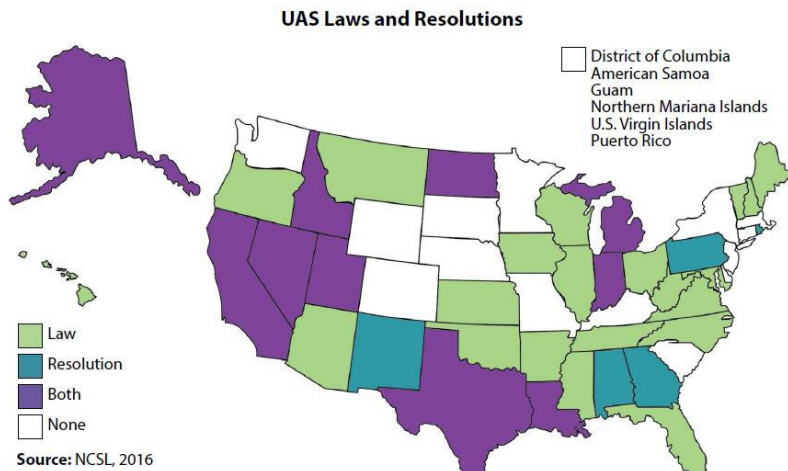 UAS Laws and Resolutions
District of Columbia
American Samoa
Guam
Northern Mariana Islands
U.S. Virgin Islands
Puerto Rico
Law
Resolution
Both
None
Source: NCSL, 2016